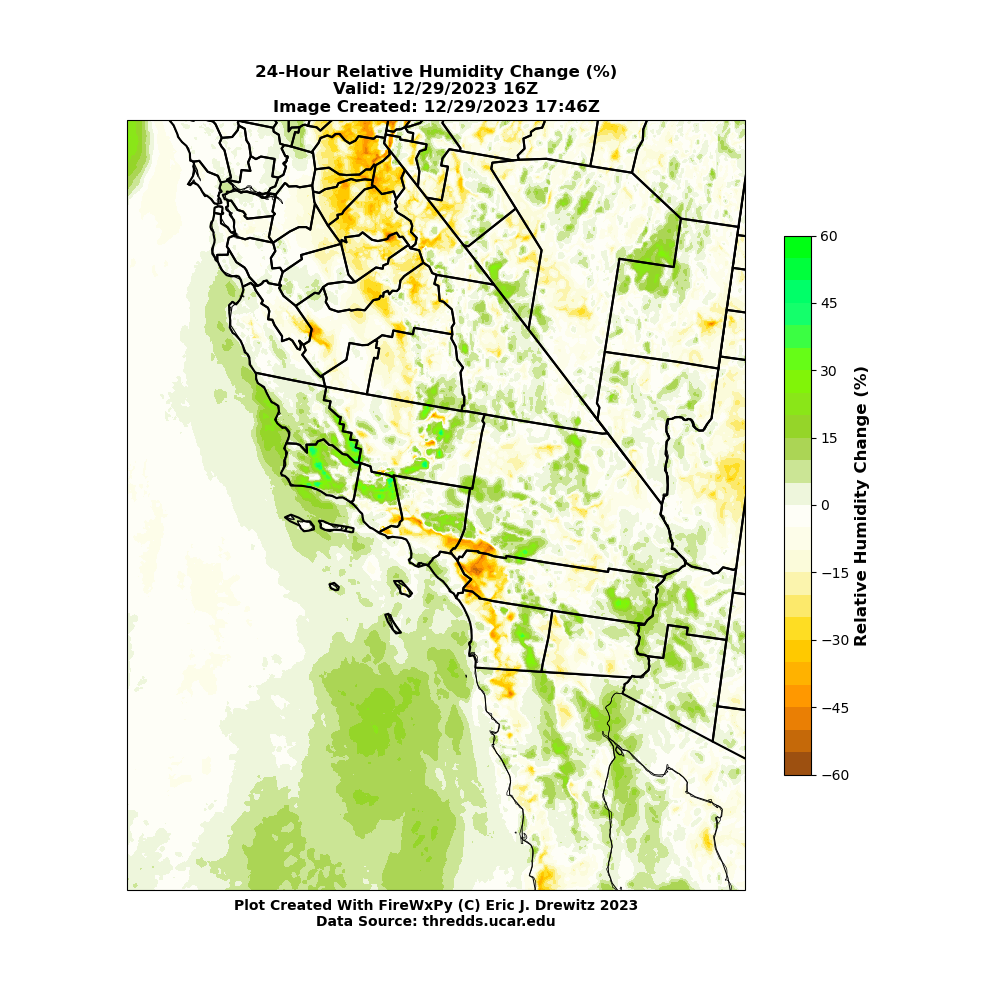 24-Hour Relative Humidity Change (%)
Valid: 12/29/2023 16Z
Image Created: 12/29/2023 17:46Z
60
45
30
15
0
−15
−30
−45
−60
Relative Humidity Change (%)
Plot Created With FireWxPy (C) Eric J. Drewitz 2023
Data Source: thredds.ucar.edu